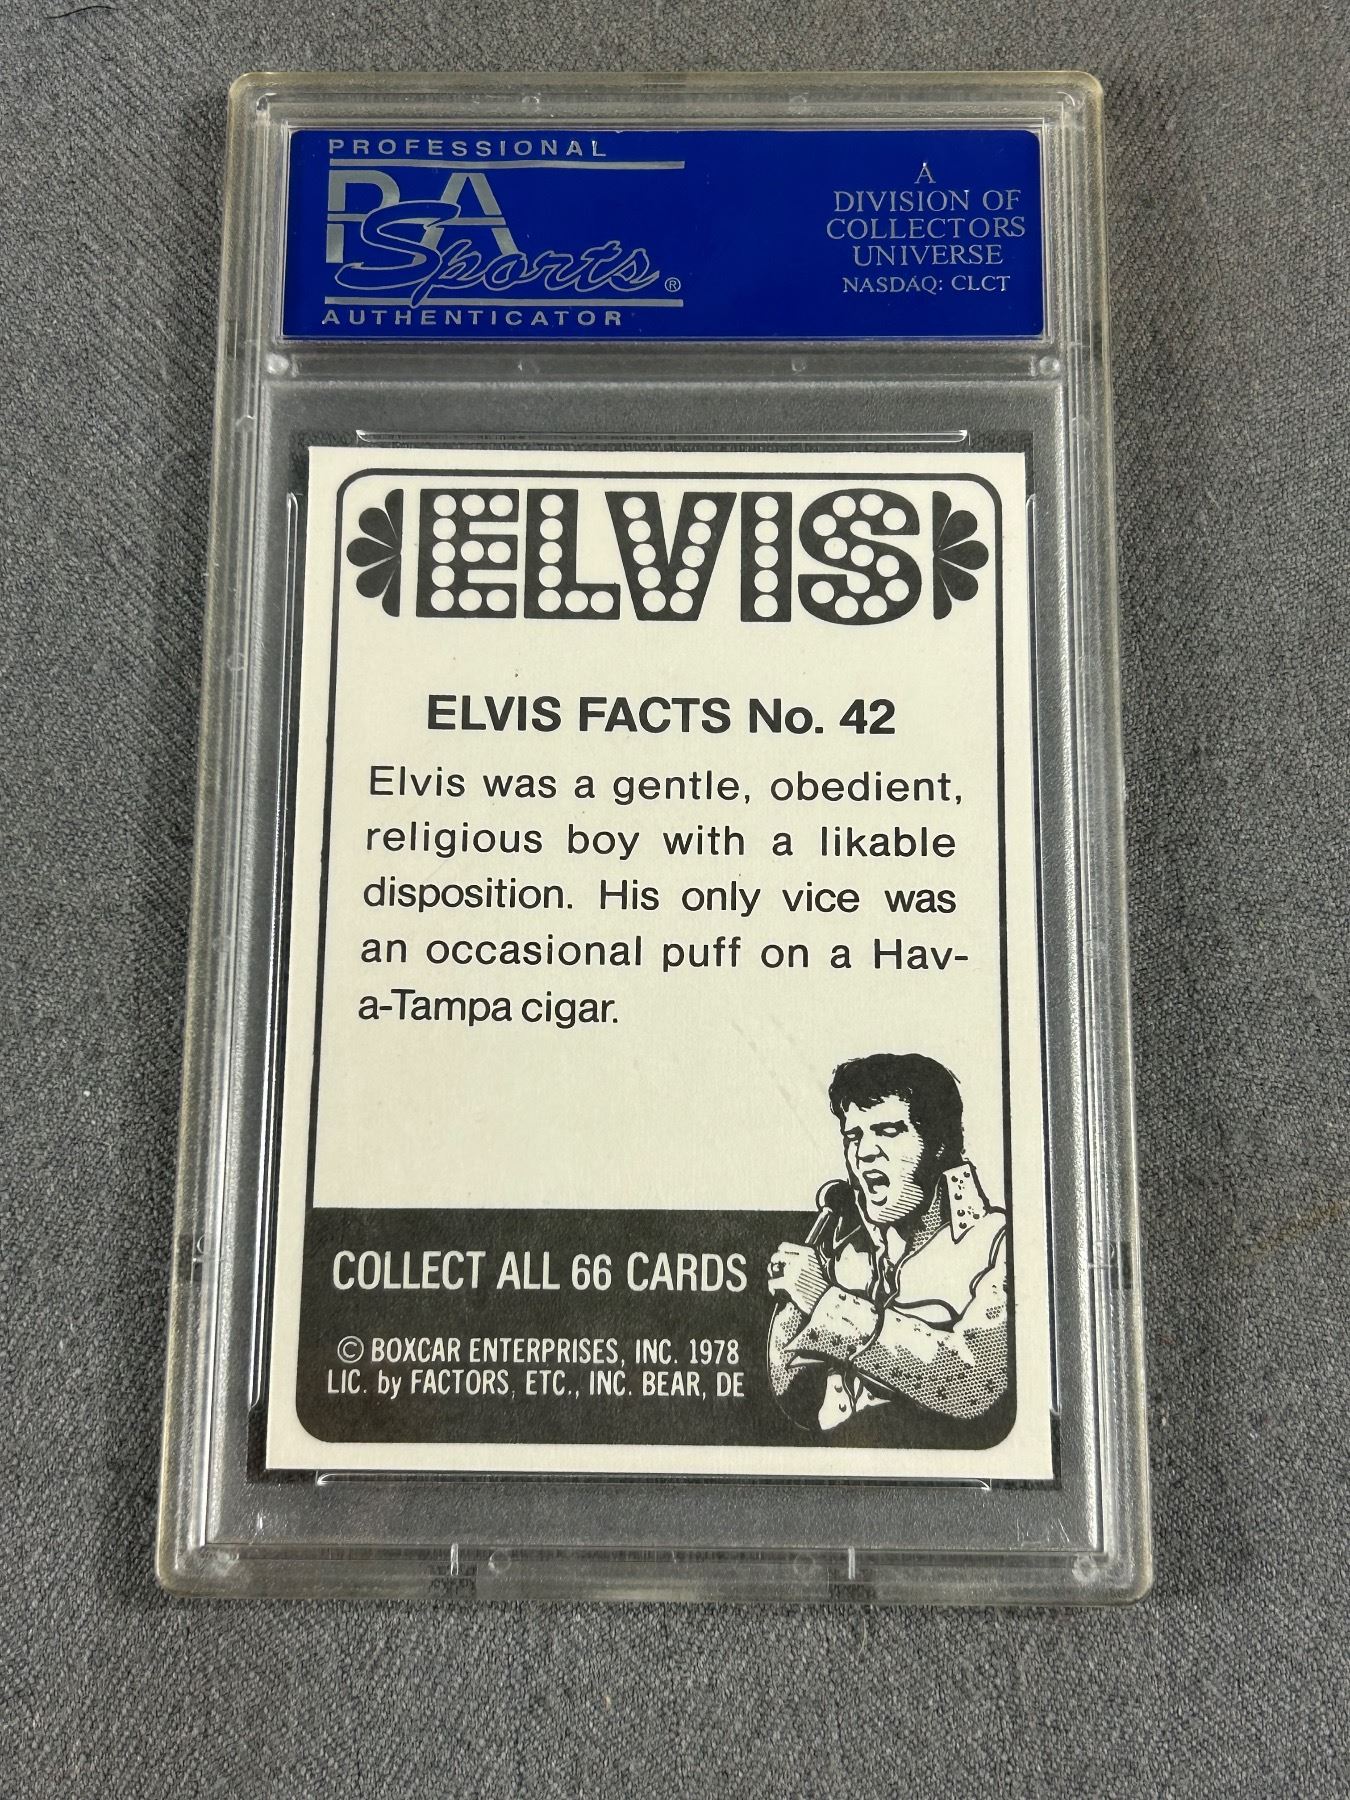 PROFESSIONAL
PSA
Sports®
AUTHENTICATOR
A
DIVISION OF
COLLECTORS
UNIVERSE
NASDAQ: CLCT
ELVIS
ELVIS FACTS No. 42
Elvis was a gentle, obedient,
religious boy with a likable
disposition. His only vice was
an occasional puff on a Hav-
a-Tampa cigar.
COLLECT ALL 66 CARDS
© BOXCAR ENTERPRISES, INC. 1978
LIC. by FACTORS, ETC., INC. BEAR, DE